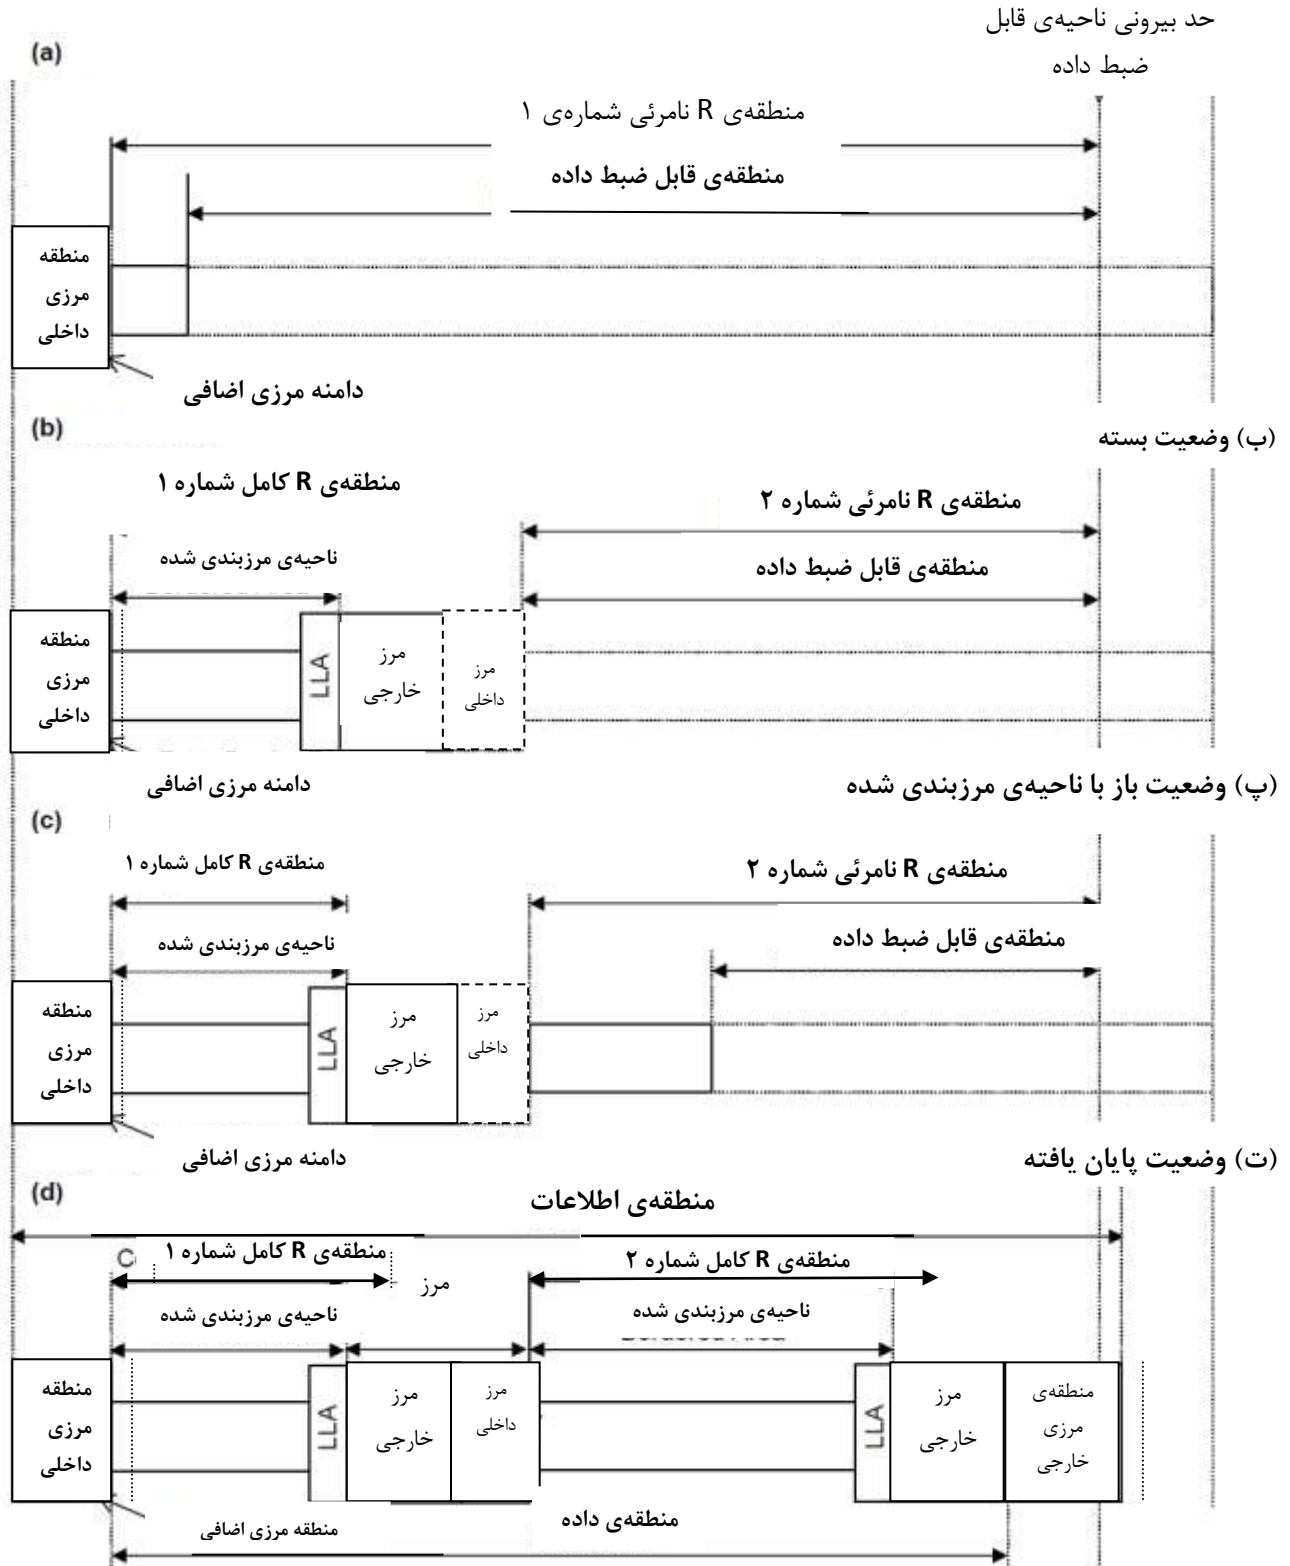 حد بیرونی ناحیه‌ی قابل
ضبط داده
(a)
منطقه‌ی R نامرئی شماره‌ی ۱
منطقه‌ی قابل ضبط داده
منطقه
مرزی
داخلی
دامنه مرزی اضافی
(b)
(ب) وضعیت بسته
منطقه‌ی R کامل شماره ۱
منطقه‌ی R نامرئی شماره ۲
ناحیه‌ی مرزبندی شده
منطقه‌ی قابل ضبط داده
منطقه
مرزی
داخلی
LLA
مرز
خارجی
مرز
داخلی
دامنه مرزی اضافی
(پ) وضعیت باز با ناحیه‌ی مرزبندی شده
(c)
منطقه‌ی R کامل شماره ۱
منطقه‌ی R نامرئی شماره ۲
ناحیه‌ی مرزبندی شده
منطقه‌ی قابل ضبط داده
منطقه
مرزی
داخلی
LLA
مرز
خارجی
مرز
داخلی
دامنه مرزی اضافی
(ت) وضعیت پایان یافته
(d)
منطقه‌ی اطلاعات
منطقه‌ی R کامل شماره ۱
مرز
منطقه‌ی R کامل شماره ۲
ناحیه‌ی مرزبندی شده
ناحیه‌ی مرزبندی شده
منطقه
مرزی
داخلی
LLA
مرز
خارجی
مرز
داخلی
LLA
مرز
خارجی
منطقه‌ی
مرزی
خارجی
منطقه مرزی اضافی
منطقه‌ی داده